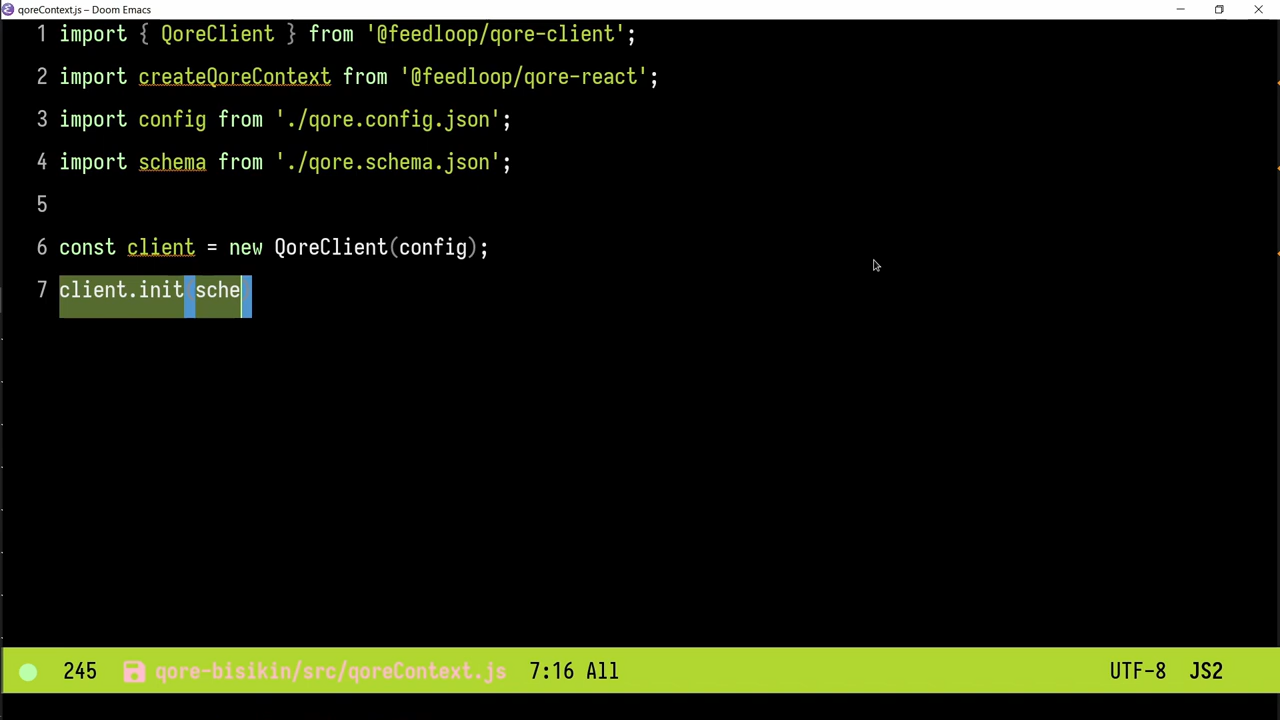 qoreContext.js – Doom Emacs
1 import { QoreClient } from '@feedloop/qore-client';
2 import createQoreContext from '@feedloop/qore-react';
3 import config from './qore.config.json';
4 import schema from './qore.schema.json';
5
6 const client = new QoreClient(config);
7 client.init(sche)
245 qore-bisikin/src/qoreContext.js 7:16 All UTF-8 JS2